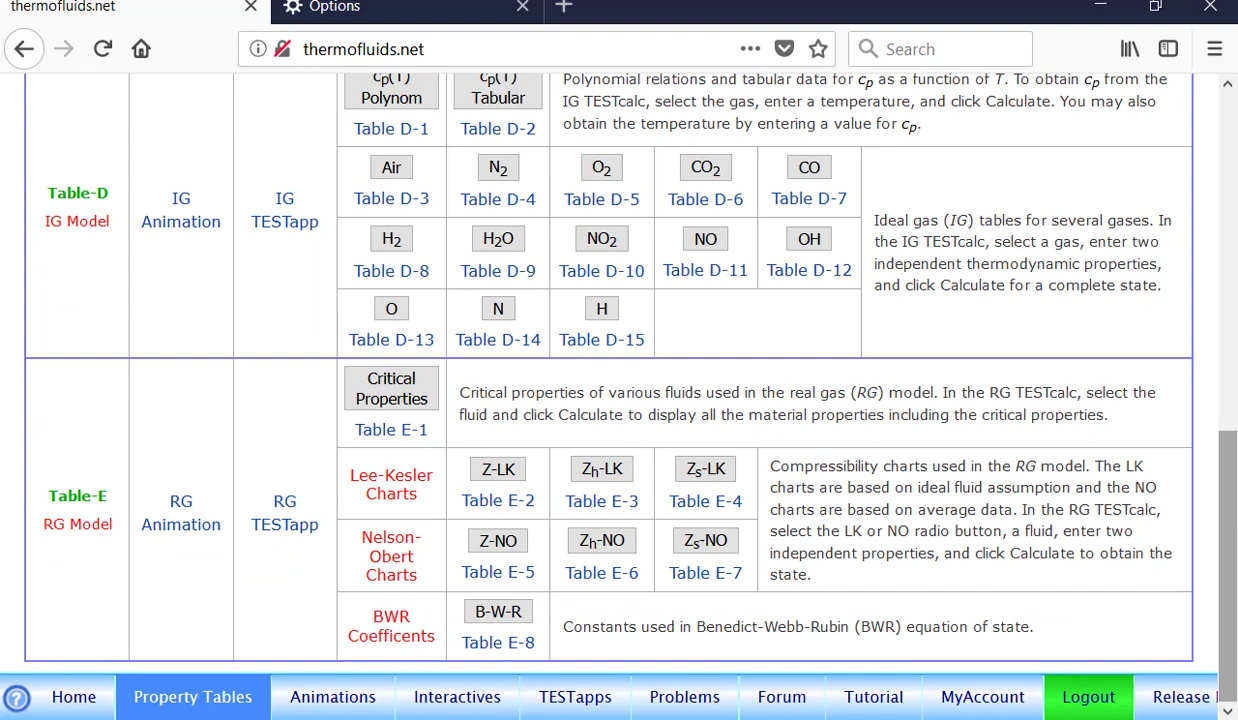 thermofluids.net
Options
thermofluids.net
Search
cp(T)
Polynom
Table D-1
cp(T)
Tabular
Table D-2
Polynomial relations and tabular data for cp as a function of T. To obtain cp from the
IG TESTcalc, select the gas, enter a temperature, and click Calculate. You may also
obtain the temperature by entering a value for cp.
Table-D
IG Model
IG
Animation
IG
TESTapp
Air
N2
O2
CO2
CO
Table D-3
Table D-4
Table D-5
Table D-6
Table D-7
H2
H2O
NO2
NO
OH
Table D-8
Table D-9
Table D-10
Table D-11
Table D-12
O
N
H
Table D-13
Table D-14
Table D-15
Ideal gas (IG) tables for several gases. In
the IG TESTcalc, select a gas, enter two
independent thermodynamic properties,
and click Calculate for a complete state.
Table-E
RG Model
RG
Animation
RG
TESTapp
Critical
Properties
Table E-1
Critical properties of various fluids used in the real gas (RG) model. In the RG TESTcalc, select the
fluid and click Calculate to display all the material properties including the critical properties.
Lee-Kesler
Charts
Z-LK
Zh-LK
Zs-LK
Table E-2
Table E-3
Table E-4
Nelson-
Obert
Charts
Z-NO
Zh-NO
Zs-NO
Table E-5
Table E-6
Table E-7
Compressibility charts used in the RG model. The LK
charts are based on ideal fluid assumption and the NO
charts are based on average data. In the RG TESTcalc,
select the LK or NO radio button, a fluid, enter two
independent properties, and click Calculate to obtain the
state.
BWR
Coefficents
B-W-R
Table E-8
Constants used in Benedict-Webb-Rubin (BWR) equation of state.
Home
Property Tables
Animations
Interactives
TESTapps
Problems
Forum
Tutorial
MyAccount
Logout
Release